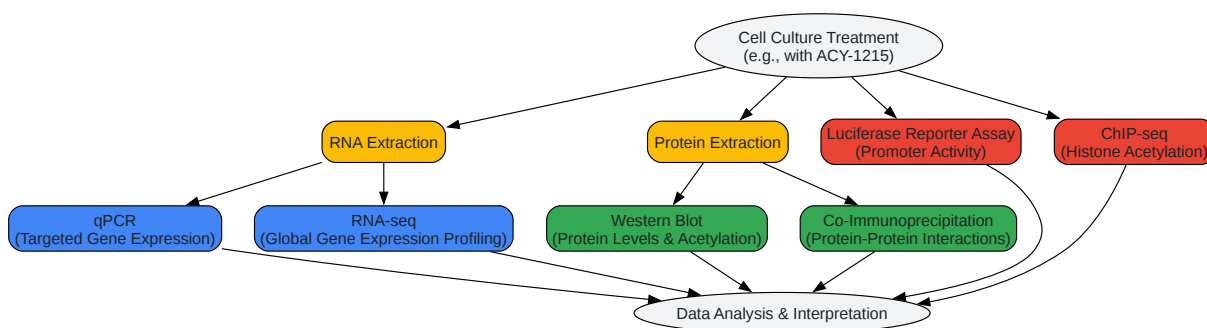 Cell Culture Treatment
(e.g., with ACY-1215)
RNA Extraction
Protein Extraction
Luciferase Reporter Assay
(Promoter Activity)
ChIP-seq
(Histone Acetylation)
qPCR
(Targeted Gene Expression)
RNA-seq
(Global Gene Expression Profiling)
Western Blot
(Protein Levels & Acetylation)
Co-Immunoprecipitation
(Protein-Protein Interactions)
Data Analysis & Interpretation